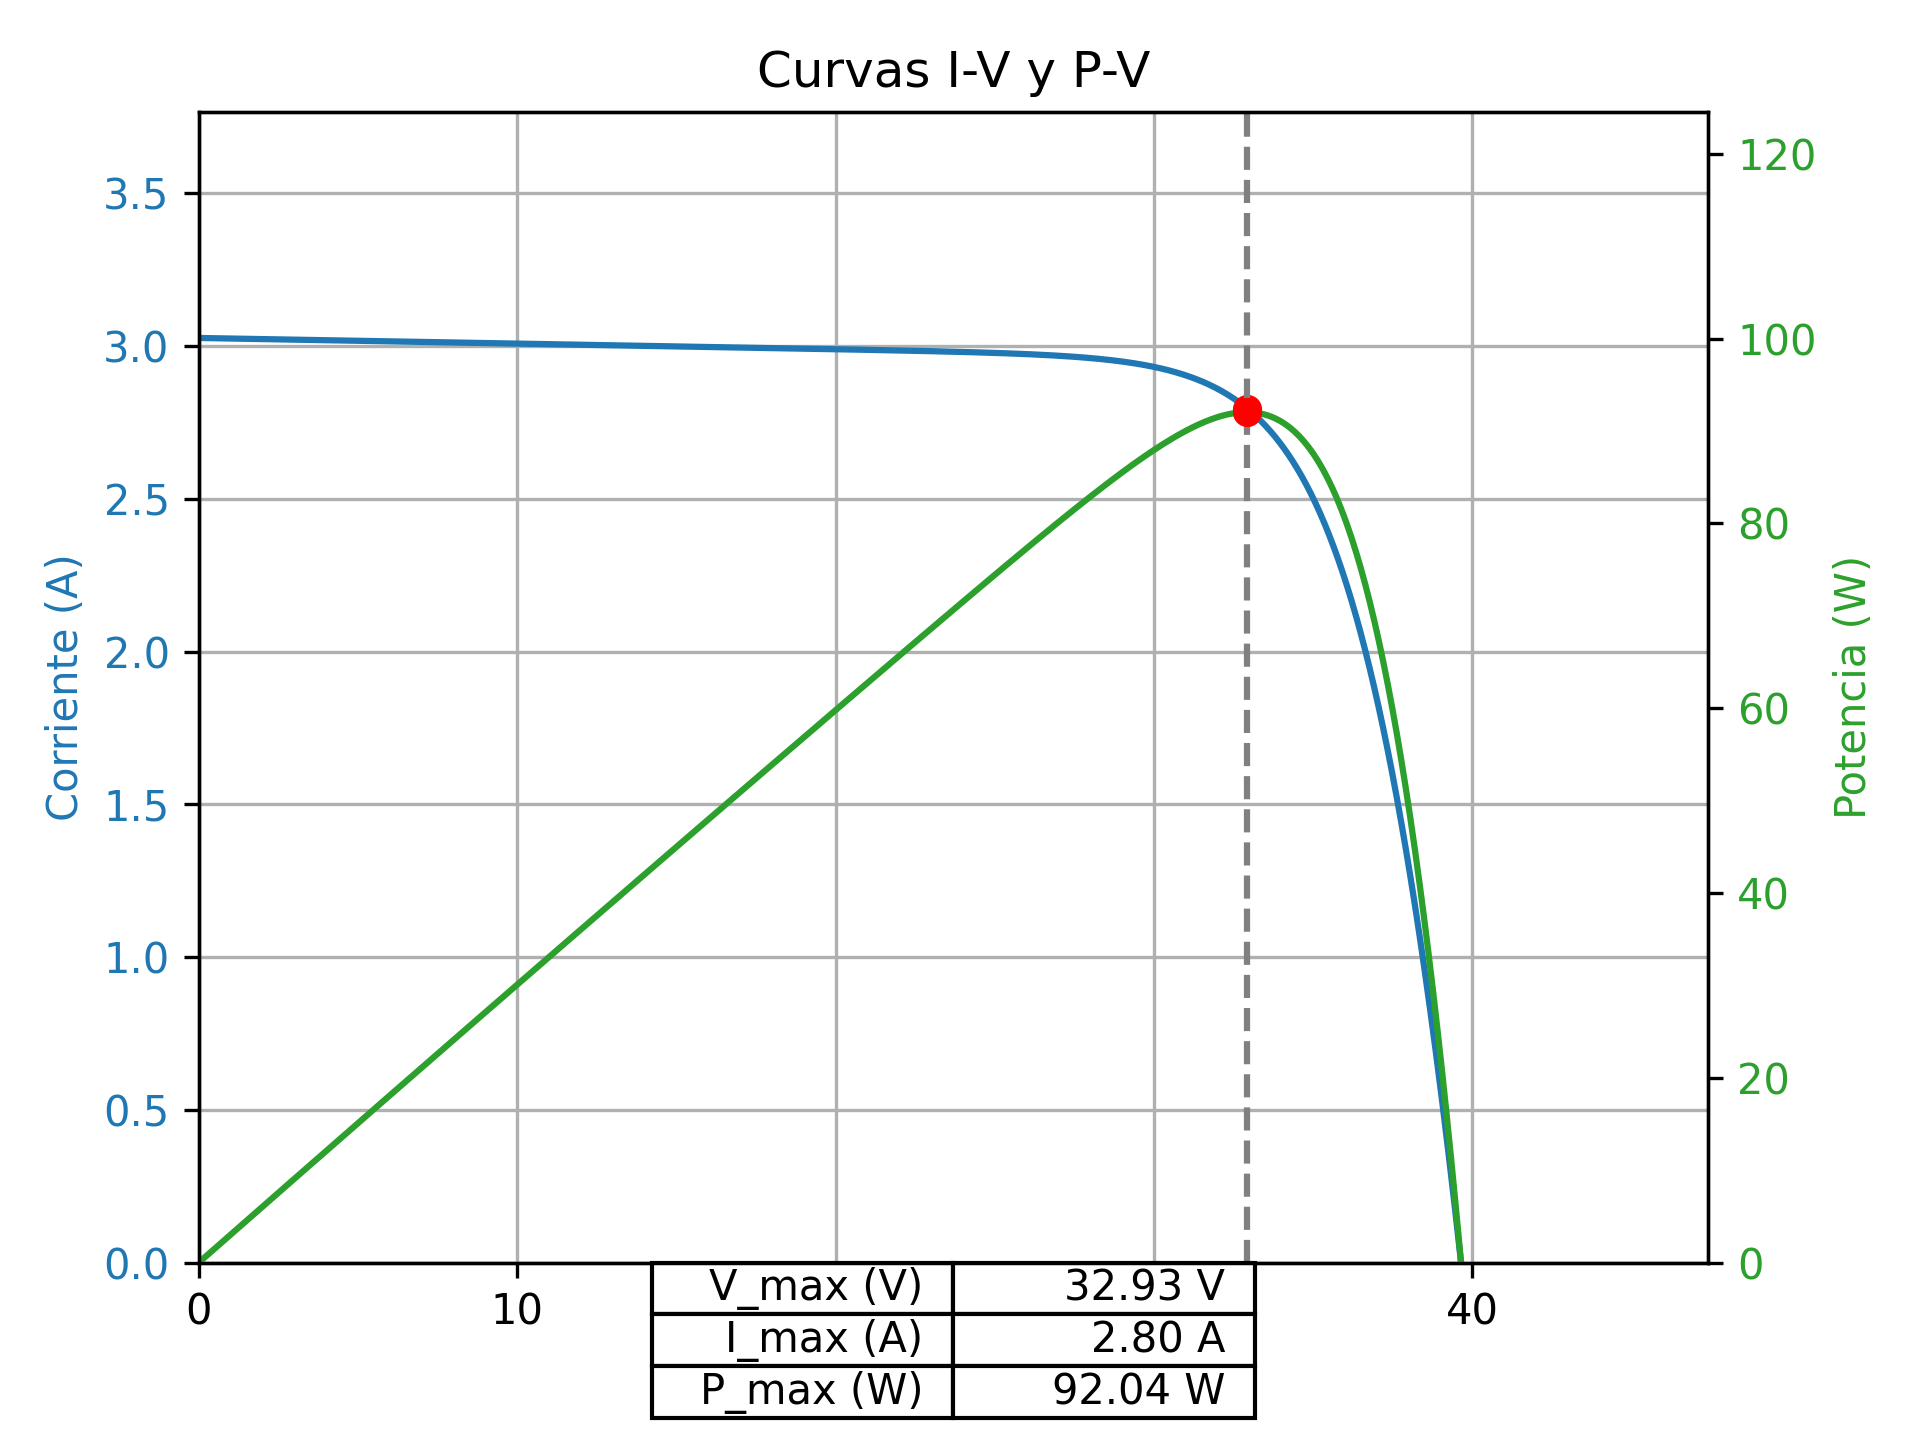 Curvas I-V y P-V
Corriente (A)
3.5
3.0
2.5
2.0
1.5
1.0
0.5
0.0
Potencia (W)
120
100
80
60
40
20
0
0 10 40
V_max (V) 32.93 V
I_max (A) 2.80 A
P_max (W) 92.04 W